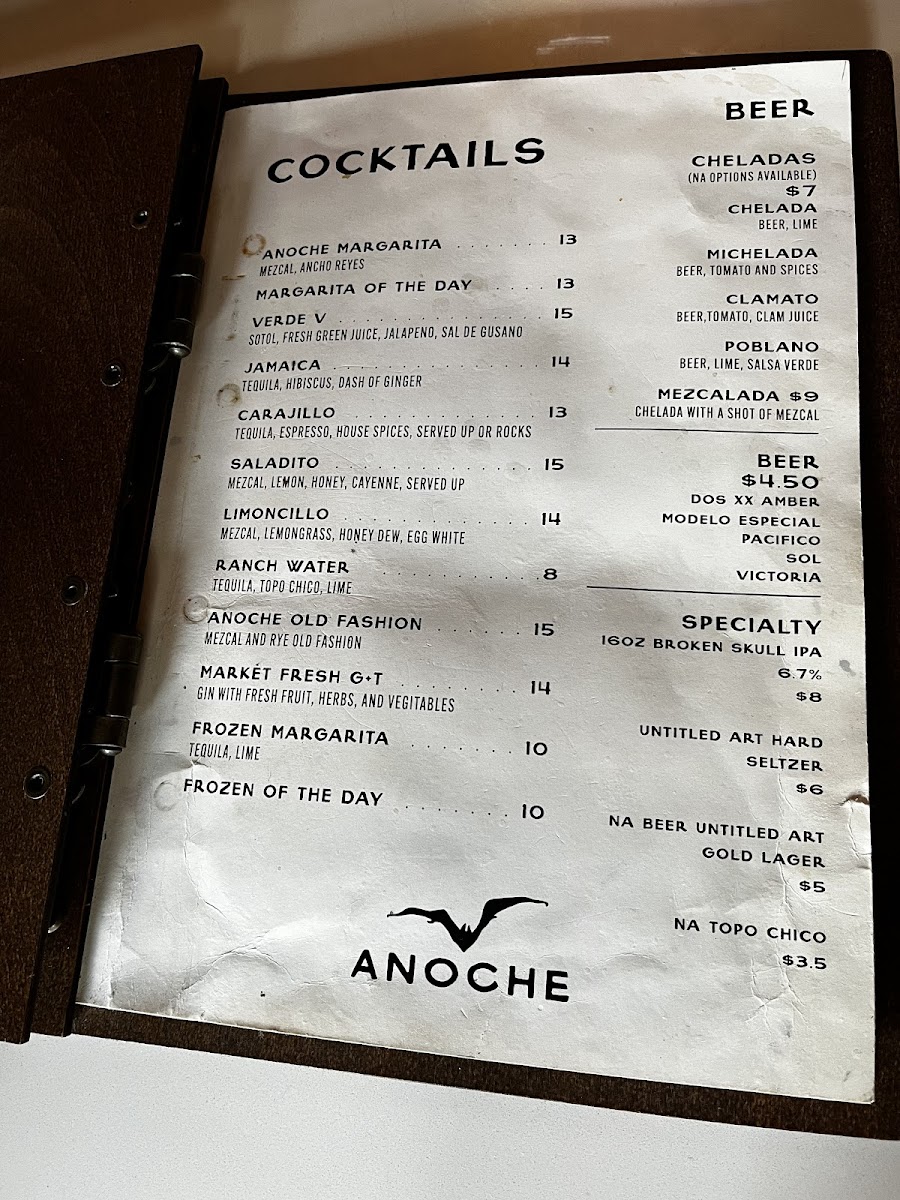 COCKTAILS
ANOCHE MARGARITA . . . . . . . 13
MEZCAL, ANCHO REYES
MARGARITA OF THE DAY . . . . . 13
VERDE V . . . . . . . . . . . . . . . . 15
SOTOL, FRESH GREEN JUICE, JALAPENO, SAL DE GUSANO
JAMAICA . . . . . . . . . . . . . . . . 14
TEQUILA, HIBISCUS, DASH OF GINGER
CARAJILLO . . . . . . . . . . . . . . 13
TEQUILA, ESPRESSO, HOUSE SPICES, SERVED UP OR ROCKS
SALADITO . . . . . . . . . . . . . . . 15
MEZCAL, LEMON, HONEY, CAYENNE, SERVED UP
LIMONCILLO . . . . . . . . . . . . . . 14
MEZCAL, LEMONGRASS, HONEY DEW, EGG WHITE
RANCH WATER . . . . . . . . . . . 8
TEQUILA, TOPO CHICO, LIME
ANOCHE OLD FASHION . . . . . . 15
MEZCAL AND RYE OLD FASHION
MARKÉT FRESH G+T . . . . . . . . . 14
GIN WITH FRESH FRUIT, HERBS, AND VEGITABLES
FROZEN MARGARITA . . . . . . . . 10
TEQUILA, LIME
FROZEN OF THE DAY . . . . . . . . 10
ANOCHE
BEER
CHELADAS
(NA OPTIONS AVAILABLE)
$7
CHELADA
BEER, LIME
MICHELADA
BEER, TOMATO AND SPICES
CLAMATO
BEER,TOMATO, CLAM JUICE
POBLANO
BEER, LIME, SALSA VERDE
MEZCALADA $9
CHELADA WITH A SHOT OF MEZCAL
BEER
$4.50
DOS XX AMBER
MODELO ESPECIAL
PACIFICO
SOL
VICTORIA
SPECIALTY
16OZ BROKEN SKULL IPA
6.7%
$8
UNTITLED ART HARD
SELTZER
$6
NA BEER UNTITLED ART
GOLD LAGER
$5
NA TOPO CHICO
$3.5